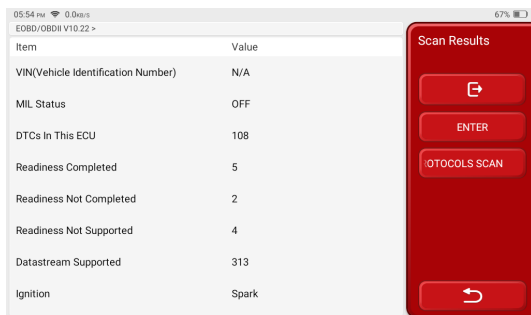 05:54 PM 0.0KB/S 67%
EOBD/OBDII V10.22 >
Item Value
VIN(Vehicle Identification Number) N/A
MIL Status OFF
DTCs In This ECU 108
Readiness Completed 5
Readiness Not Completed 2
Readiness Not Supported 4
Datastream Supported 313
Ignition Spark
Scan Results
ENTER
ROTOCOLS SCAN